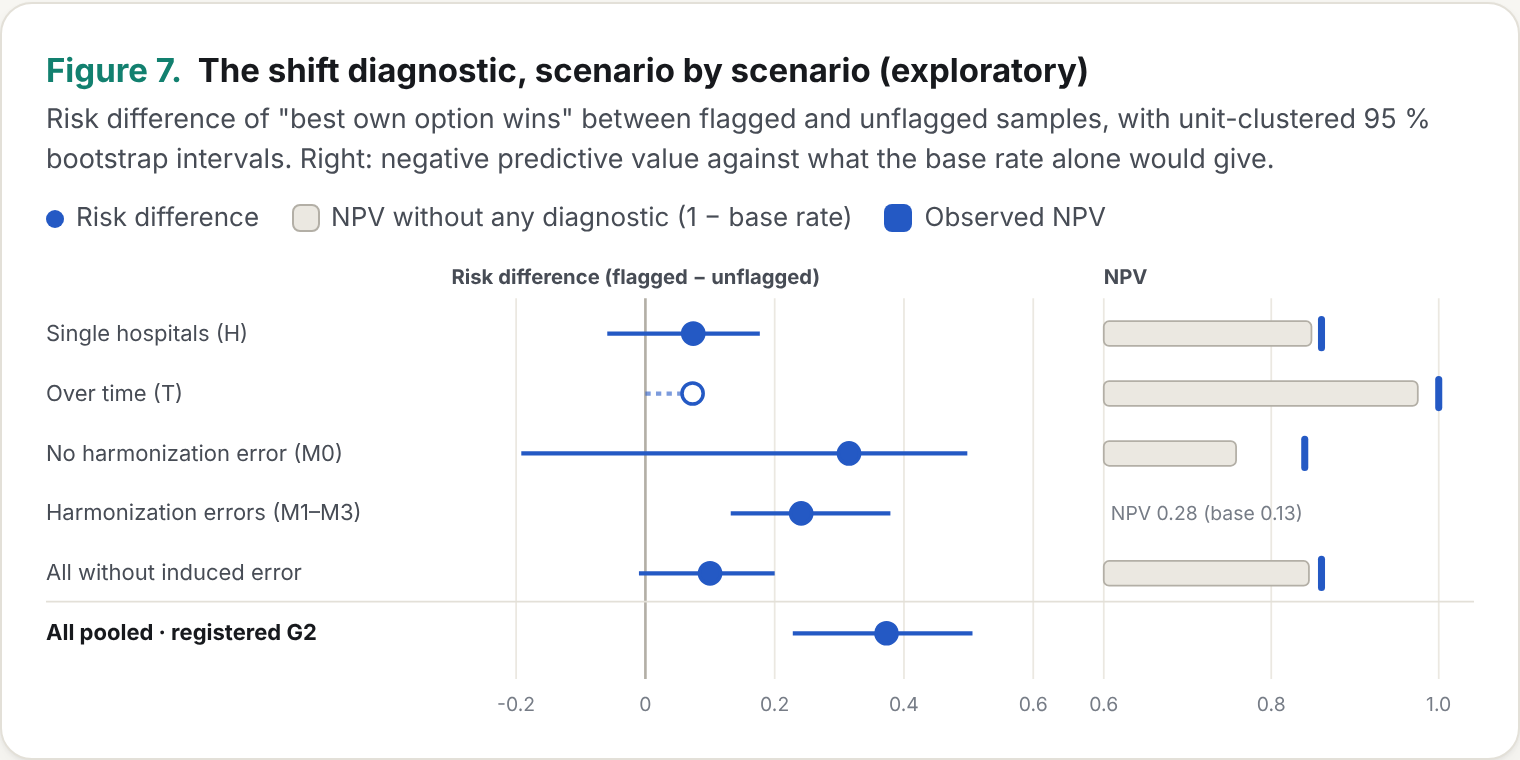 Figure 7. The shift diagnostic, scenario by scenario (exploratory)
Risk difference of "best own option wins" between flagged and unflagged samples, with unit-clustered 95 %
bootstrap intervals. Right: negative predictive value against what the base rate alone would give.
Risk difference NPV without any diagnostic (1 − base rate) Observed NPV
Risk difference (flagged − unflagged) NPV
Single hospitals (H)
Over time (T)
No harmonization error (M0)
Harmonization errors (M1–M3) NPV 0.28 (base 0.13)
All without induced error
All pooled · registered G2
-0.2 0 0.2 0.4 0.6 0.6 0.8 1.0